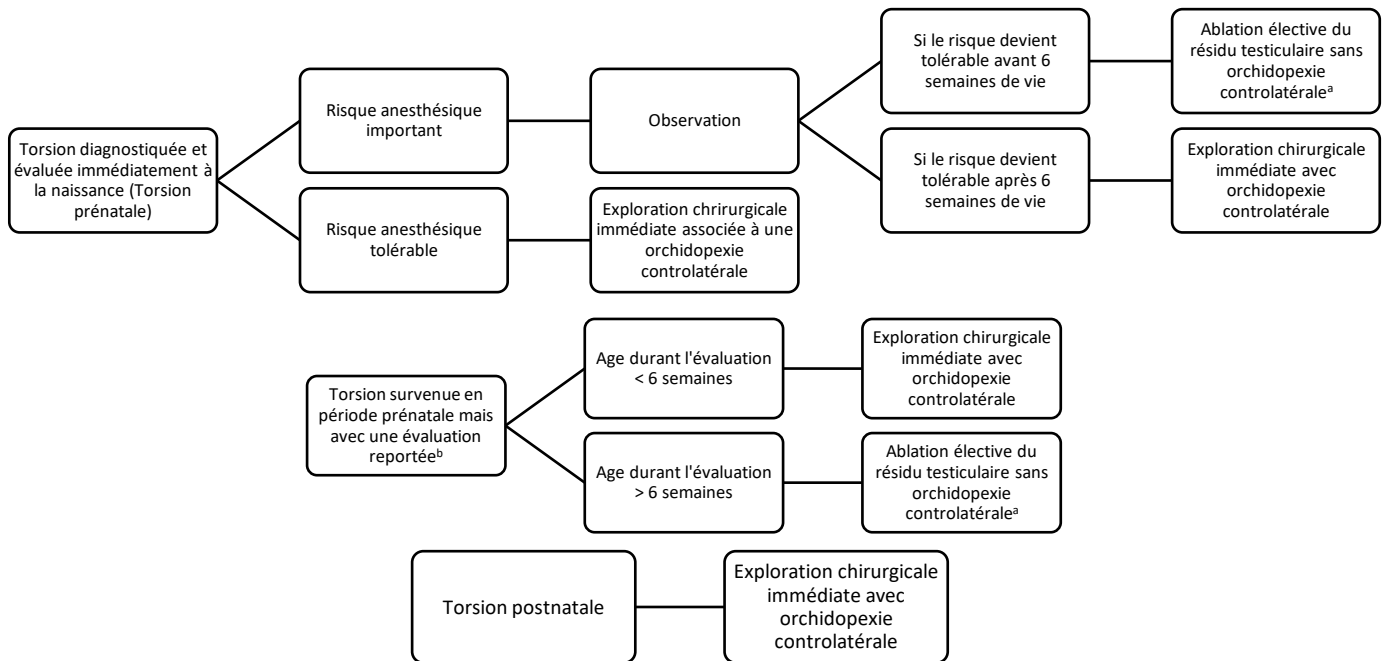 Torsion diagnostiquée et
évaluée immédiatement à
la naissance (Torsion
prénatale)
Risque anesthésique
important
Observation
Si le risque devient
tolérable avant 6
semaines de vie
Ablation élective du
résidu testiculaire sans
orchidopexie
controlatéraleᵃ
Si le risque devient
tolérable après 6
semaines de vie
Exploration chirurgicale
immédiate avec
orchidopexie
controlatérale
Risque anesthésique
tolérable
Exploration chrirurgicale
immédiate associée à une
orchidopexie
controlatérale
Torsion survenue en
période prénatale mais
avec une évaluation
reportéeᵇ
Age durant l'évaluation
< 6 semaines
Exploration chirurgicale
immédiate avec
orchidopexie
controlatérale
Age durant l'évaluation
> 6 semaines
Ablation élective du
résidu testiculaire sans
orchidopexie
controlatéraleᵃ
Torsion postnatale
Exploration chirurgicale
immédiate avec
orchidopexie
controlatérale